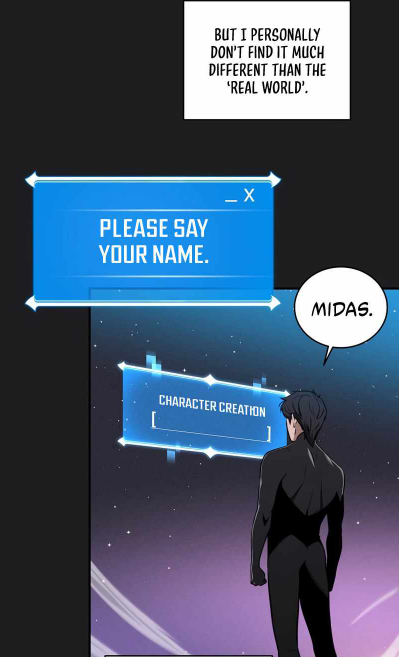 BUT I PERSONALLY
DON'T FIND IT MUCH
DIFFERENT THAN THE
'REAL WORLD'.
_ X
PLEASE SAY
YOUR NAME.
MIDAS.
CHARACTER CREATION
[ ]